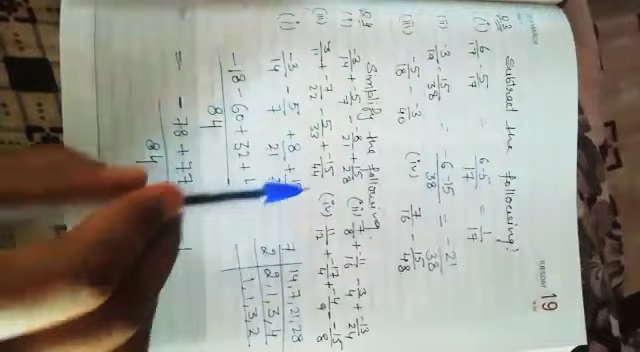 TUESDAY
19
Q.3 Subtract the following:
(i) 6/17 - 5/17 = 6-5/17 = 1/17
(ii) -3/19 - 15/38 = -6-15/38 = -21/38
(iii) -5/18 - -3/40 (iv) 7/16 - 15/48
Q.4 Simplify the following.
(i) -3/14 + -5/7 - -8/21 + 15/28 (ii) 7/8 + -11/16 - -3/4 + -13/24
(iii) + -7/22 - 5/33 + -15/44 (iv) 11/12 + -17/4 + -9 - -15/8
(i) -3/14 - 5/7 + 8/21 +
-18 - 60 + 32 +
84
= -78 + 77
84
7 | 14, 7, 21, 28
2 | 2, 1, 3, 4
1, 1, 3, 2